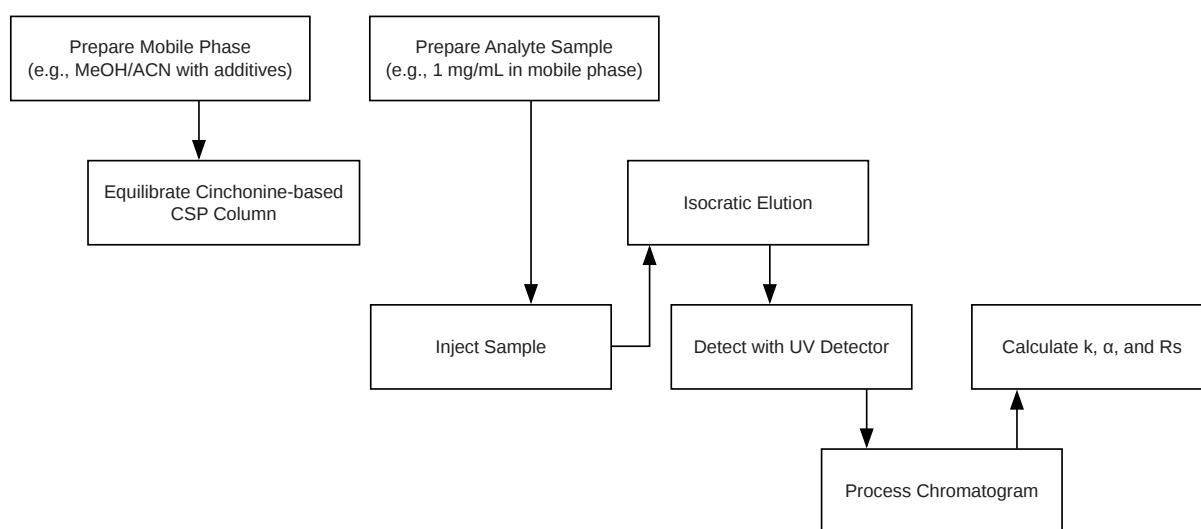 Prepare Mobile Phase
(e.g., MeOH/ACN with additives)
Prepare Analyte Sample
(e.g., 1 mg/mL in mobile phase)
Equilibrate Cinchonine-based
CSP Column
Isocratic Elution
Inject Sample
Detect with UV Detector
Calculate k, α, and Rs
Process Chromatogram